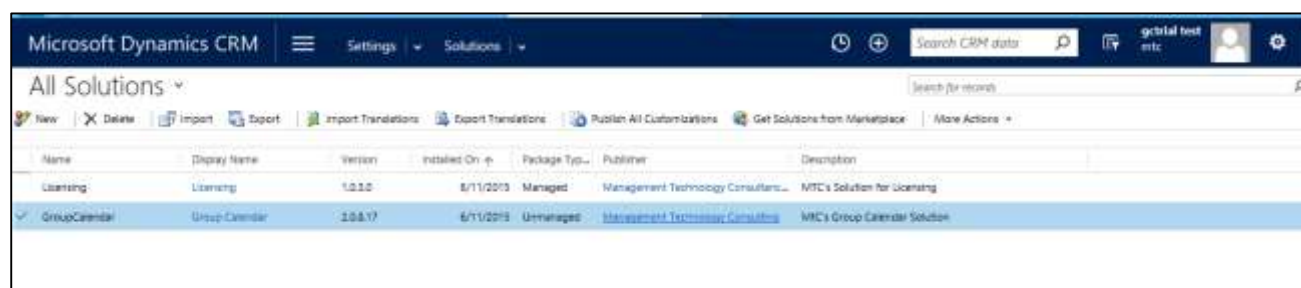 Microsoft Dynamics CRM Settings Solutions Search CRM data gctrial test
mtc
All Solutions Search for records
New Delete Import Export Import Translations Export Translations Publish All Customizations Get Solutions from Marketplace More Actions
Name Display Name Version Installed On Package Typ... Publisher Description
Licensing Licensing 1.0.3.0 6/11/2015 Managed Management Technology Consultanc... MTC's Solution for Licensing
GroupCalendar Group Calendar 2.0.8.17 6/11/2015 Unmanaged Management Technology Consulting MTC's Group Calendar Solution